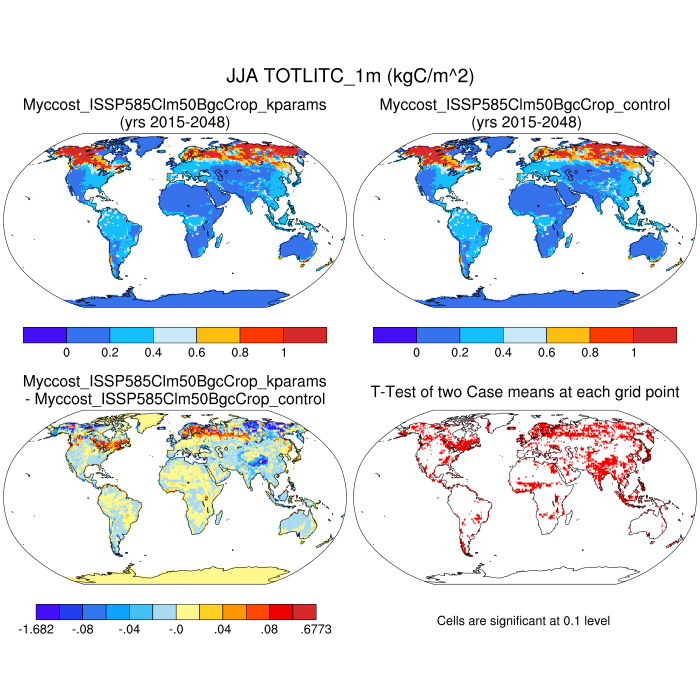 JJA TOTLITC_1m (kgC/m^2)
Myccost_ISSP585Clm50BgcCrop_kparams
(yrs 2015-2048)
Myccost_ISSP585Clm50BgcCrop_control
(yrs 2015-2048)
0 0.2 0.4 0.6 0.8 1
0 0.2 0.4 0.6 0.8 1
Myccost_ISSP585Clm50BgcCrop_kparams
- Myccost_ISSP585Clm50BgcCrop_control
T-Test of two Case means at each grid point
-1.682 -.08 -.04 -.0 .04 .08 .6773
Cells are significant at 0.1 level